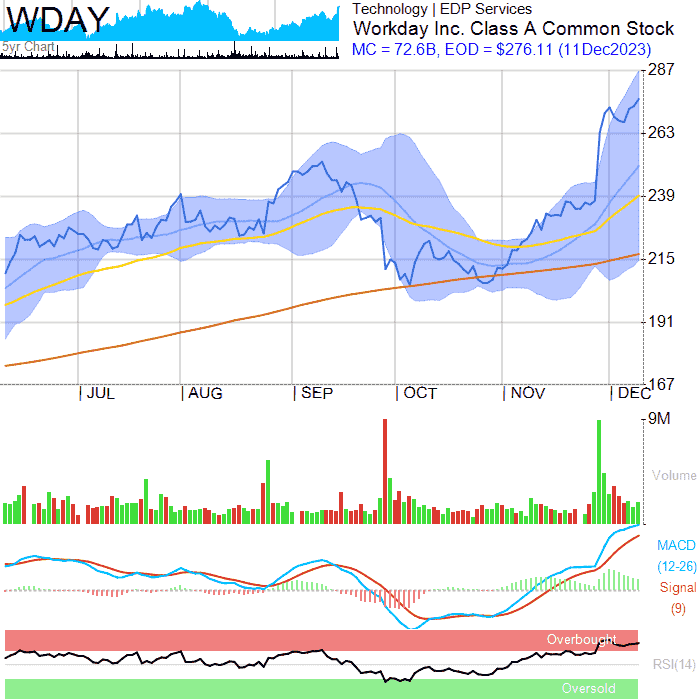 WDAY
5yr Chart
Technology | EDP Services
Workday Inc. Class A Common Stock
MC = 72.6B, EOD = $276.11 (11Dec2023)
287
263
239
215
191
167
JUL AUG SEP OCT NOV DEC
9M
Volume
MACD
(12-26)
Signal
(9)
Overbought
RSI(14)
Oversold